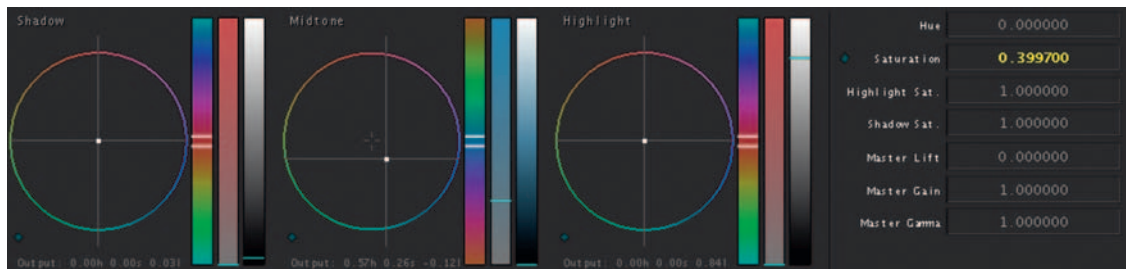 Shadow
Output: 0.00h 0.00s 0.03l
Midtone
Output: 0.57h 0.26s -0.12l
Highlight
Output: 0.00h 0.00s 0.84l
Hue 0.000000
Saturation 0.399700
Highlight Sat. 1.000000
Shadow Sat. 1.000000
Master Lift 0.000000
Master Gain 1.000000
Master Gamma 1.000000